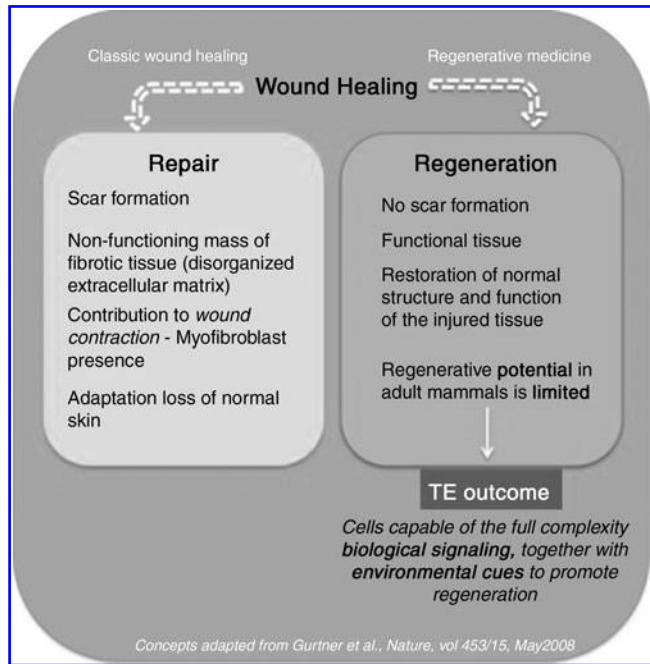 Classic wound healing
Regenerative medicine
Wound Healing
Repair
Scar formation
Non-functioning mass of
fibrotic tissue (disorganized
extracellular matrix)
Contribution to wound
contraction - Myofibroblast
presence
Adaptation loss of normal
skin
Regeneration
No scar formation
Functional tissue
Restoration of normal
structure and function
of the injured tissue
Regenerative potential in
adult mammals is limited
TE outcome
Cells capable of the full complexity
biological signaling, together with
environmental cues to promote
regeneration
Concepts adapted from Gurtner et al., Nature, vol 453/15, May2008